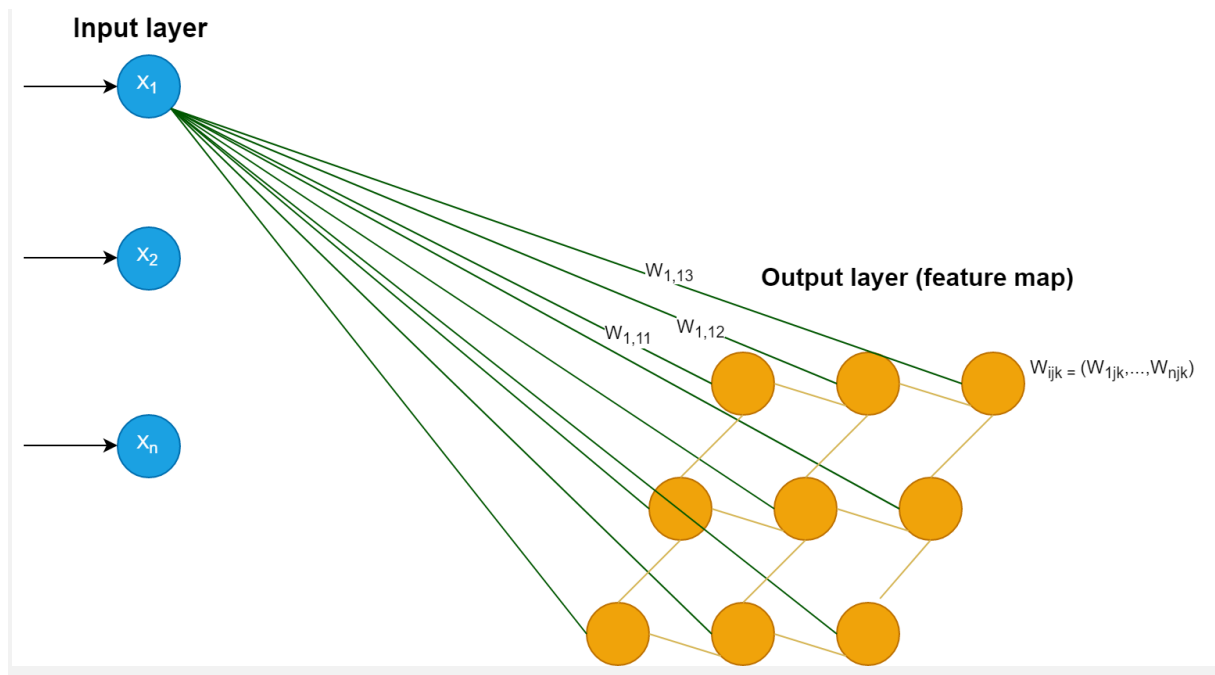 Input layer
X₁
X₂
Xₙ
W₁,₁₃
Output layer (feature map)
W₁,₁₂
W₁,₁₁
Wᵢⱼₖ ₌ (W₁ⱼₖ,...,Wₙⱼₖ)